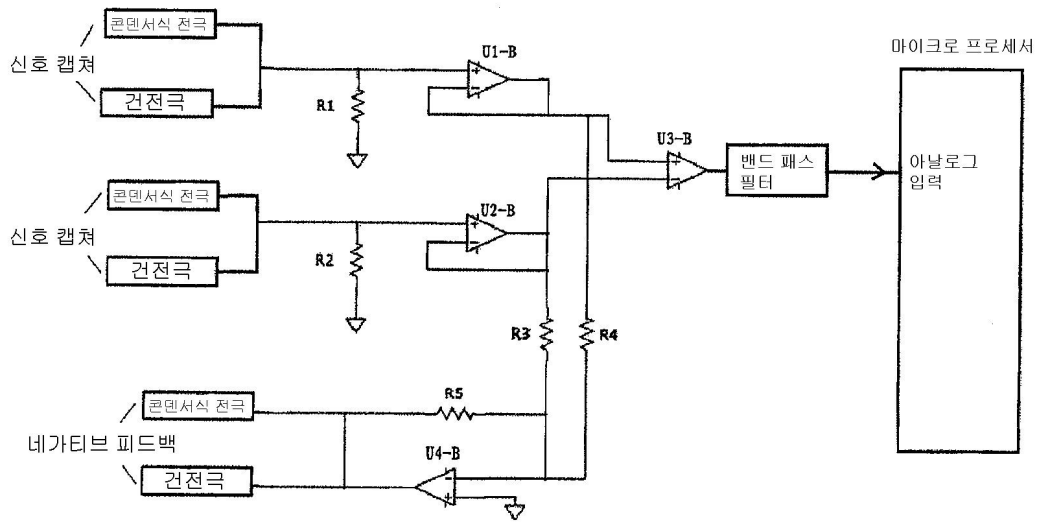 콘덴서식 전극
신호 캡쳐
건전극
R1
U1-B
마이크로 프로세서
U3-B
밴드 패스
필터
아날로그
입력
콘덴서식 전극
신호 캡쳐
건전극
R2
U2-B
R3
R4
콘덴서식 전극
네가티브 피드백
건전극
R5
U4-B